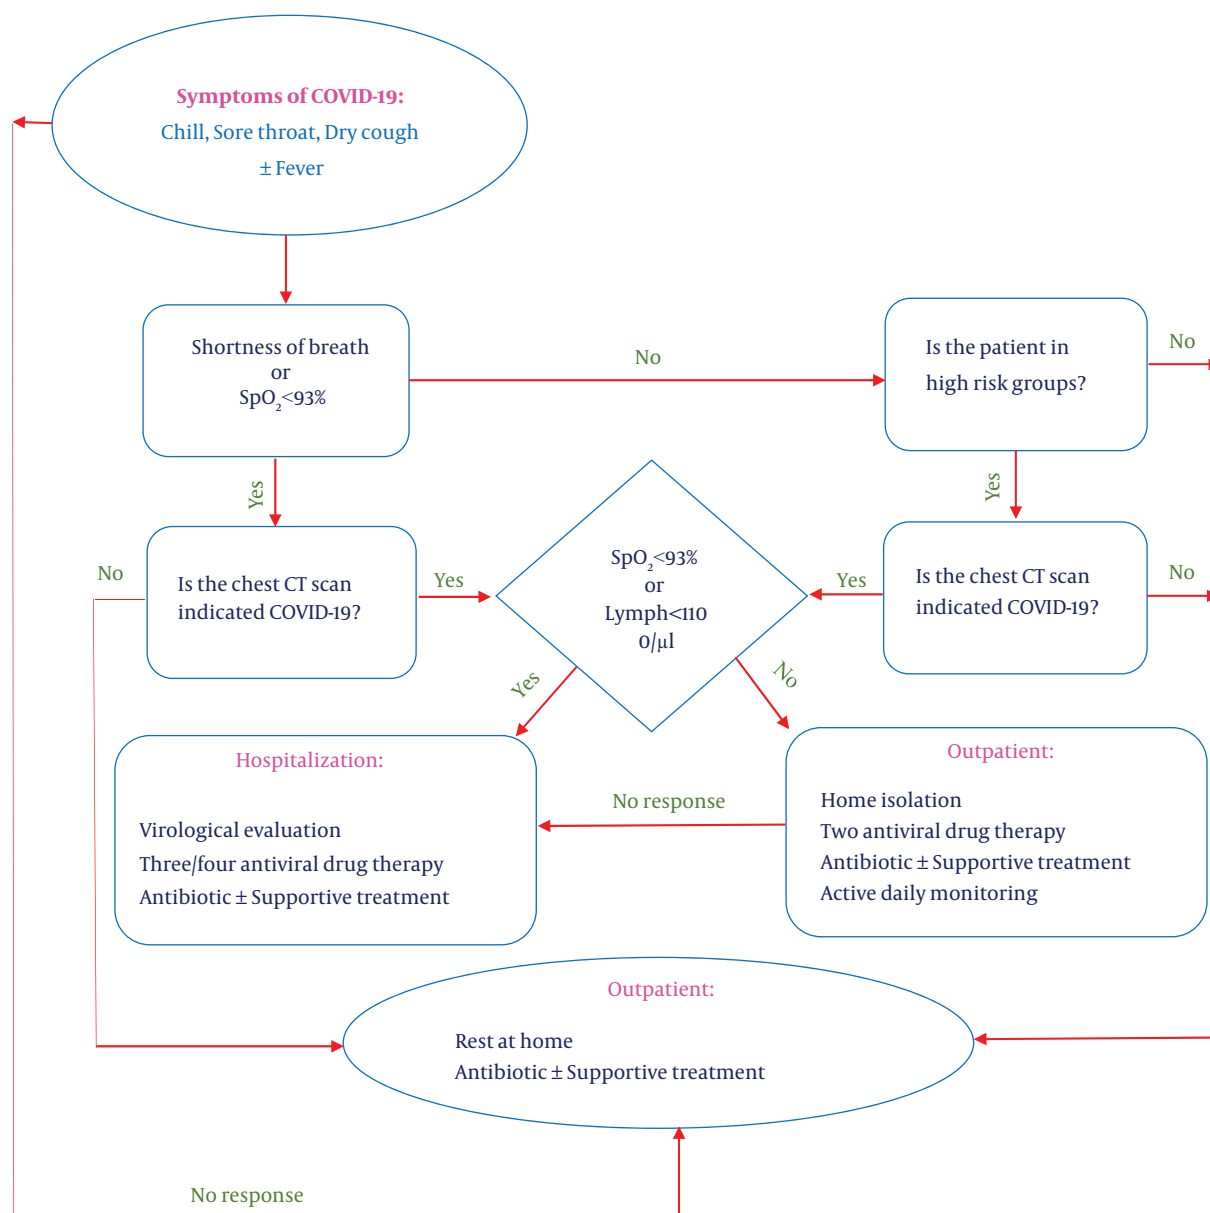 Symptoms of COVID-19:
Chill, Sore throat, Dry cough
± Fever
Shortness of breath
or
SpO₂<93%
No
Is the patient in
high risk groups?
No
Yes
Yes
Is the chest CT scan
indicated COVID-19?
No
Yes
SpO₂<93%
or
Lymph<110
0/µl
Yes
Is the chest CT scan
indicated COVID-19?
No
Yes
No
Hospitalization:
Virological evaluation
Three/four antiviral drug therapy
Antibiotic ± Supportive treatment
No response
Outpatient:
Home isolation
Two antiviral drug therapy
Antibiotic ± Supportive treatment
Active daily monitoring
Outpatient:
Rest at home
Antibiotic ± Supportive treatment
No response